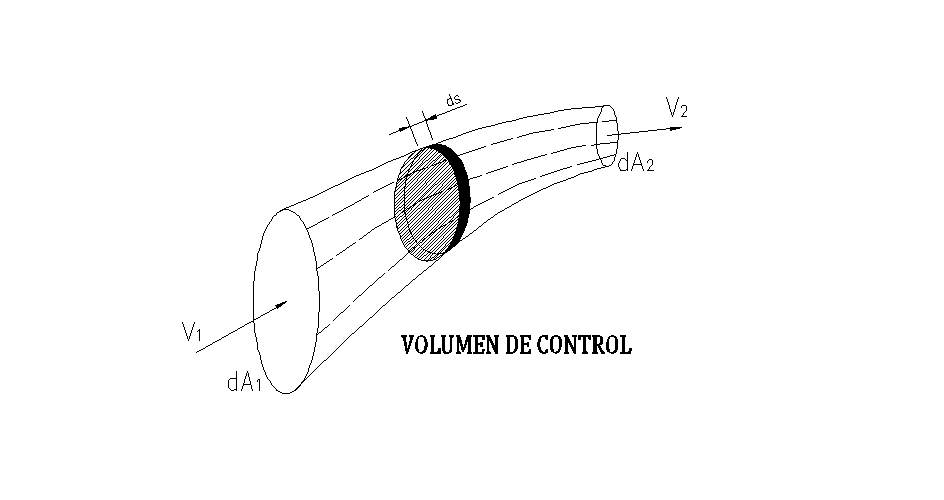 ds
V2
dA2
V1
VOLUMEN DE CONTROL
dA1